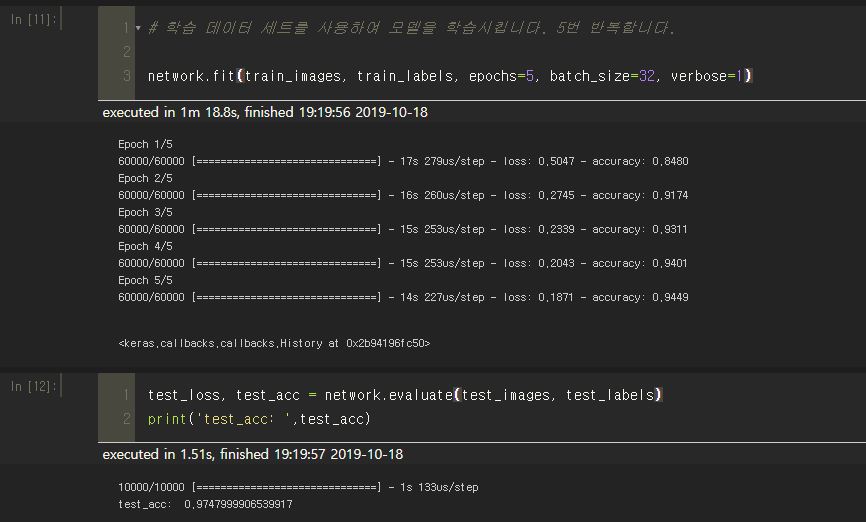 In [11]:
1 # 학습 데이터 세트를 사용하여 모델을 학습시킵니다. 5번 반복합니다.
2
3 network.fit(train_images, train_labels, epochs=5, batch_size=32, verbose=1)
executed in 1m 18.8s, finished 19:19:56 2019-10-18
Epoch 1/5
60000/60000 [==============================] - 17s 279us/step - loss: 0.5047 - accuracy: 0.8480
Epoch 2/5
60000/60000 [==============================] - 16s 260us/step - loss: 0.2745 - accuracy: 0.9174
Epoch 3/5
60000/60000 [==============================] - 15s 253us/step - loss: 0.2339 - accuracy: 0.9311
Epoch 4/5
60000/60000 [==============================] - 15s 253us/step - loss: 0.2043 - accuracy: 0.9401
Epoch 5/5
60000/60000 [==============================] - 14s 227us/step - loss: 0.1871 - accuracy: 0.9449
<keras.callbacks.callbacks.History at 0x2b94196fc50>
In [12]:
1 test_loss, test_acc = network.evaluate(test_images, test_labels)
2 print('test_acc: ',test_acc)
executed in 1.51s, finished 19:19:57 2019-10-18
10000/10000 [==============================] - 1s 133us/step
test_acc:  0.9747999906539917